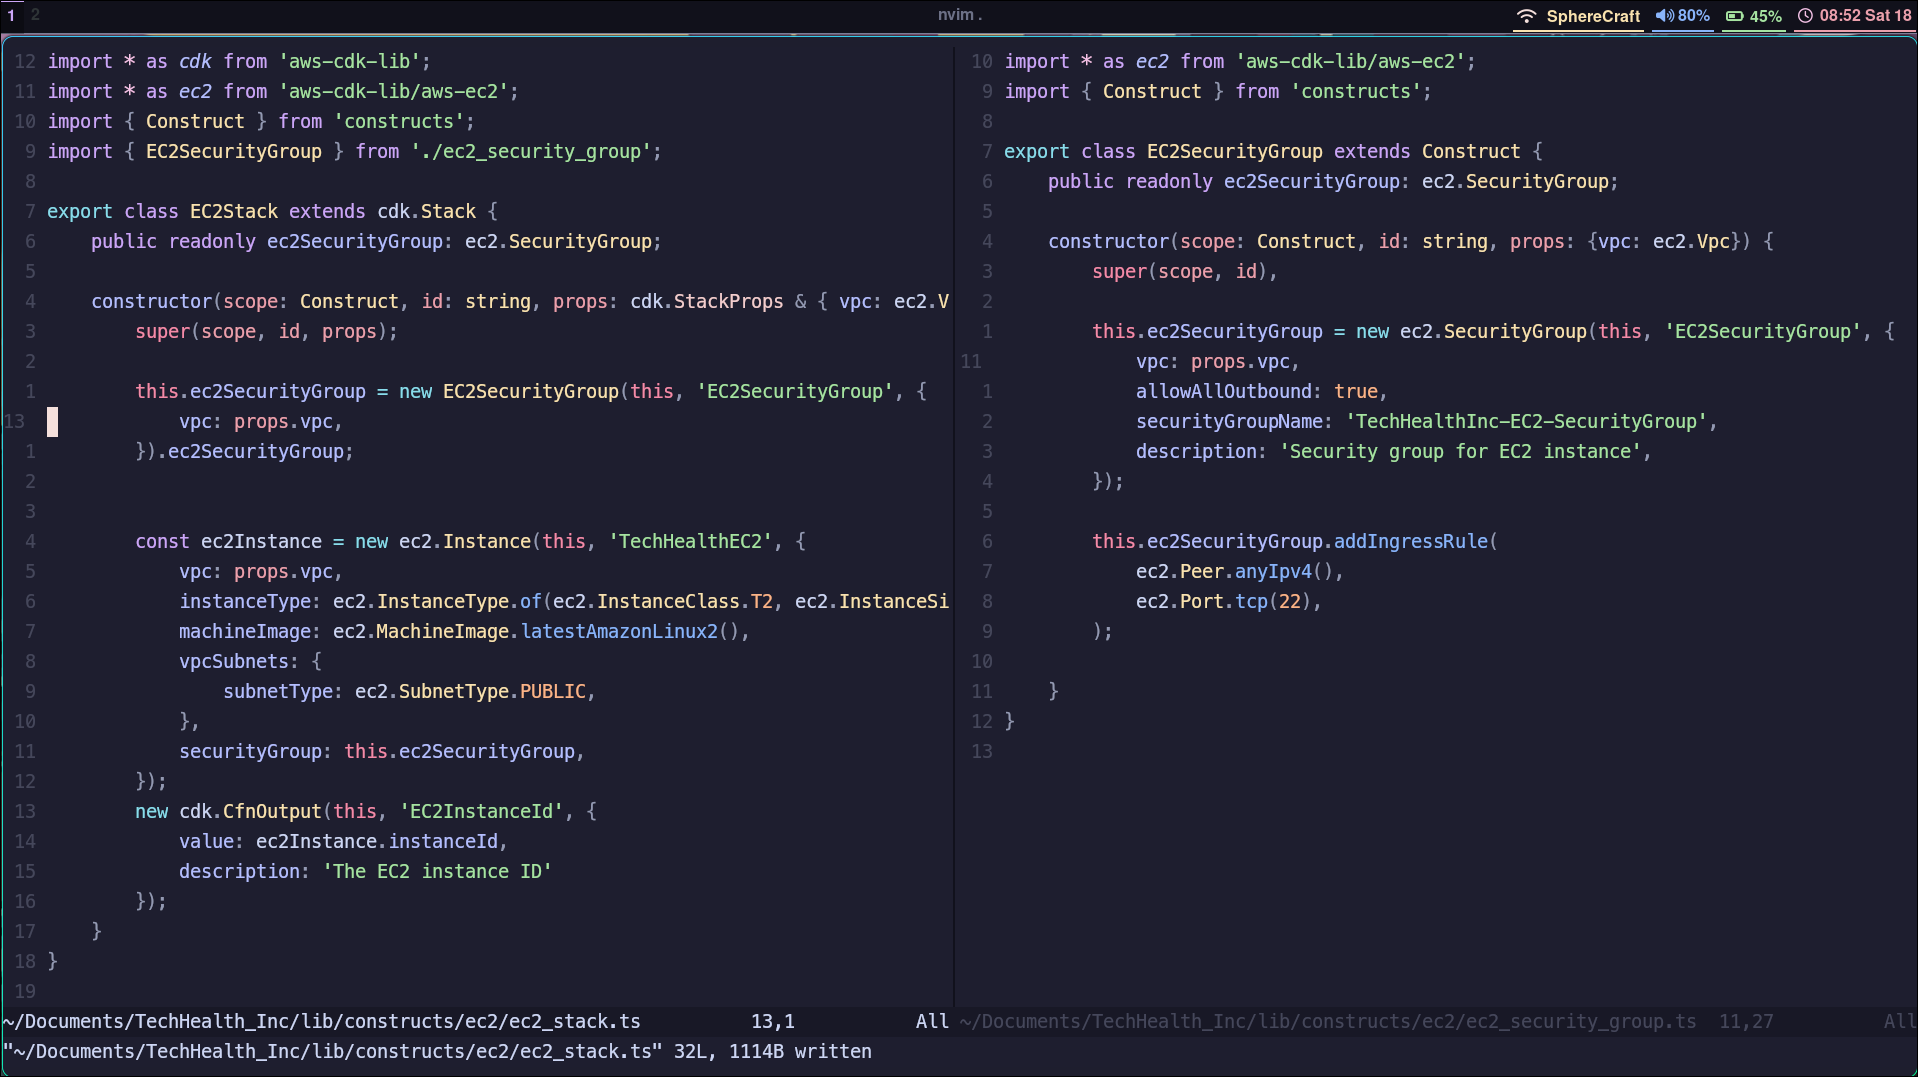 1 2 nvim . SphereCraft 80% 45% 08:52 Sat 18
12 import * as cdk from 'aws-cdk-lib';
11 import * as ec2 from 'aws-cdk-lib/aws-ec2';
10 import { Construct } from 'constructs';
9 import { EC2SecurityGroup } from './ec2_security_group';
8
7 export class EC2Stack extends cdk.Stack {
6     public readonly ec2SecurityGroup: ec2.SecurityGroup;
5
4     constructor(scope: Construct, id: string, props: cdk.StackProps & { vpc: ec2.V
3         super(scope, id, props);
2
1         this.ec2SecurityGroup = new EC2SecurityGroup(this, 'EC2SecurityGroup', {
13            vpc: props.vpc,
1         }).ec2SecurityGroup;
2
3
4         const ec2Instance = new ec2.Instance(this, 'TechHealthEC2', {
5             vpc: props.vpc,
6             instanceType: ec2.InstanceType.of(ec2.InstanceClass.T2, ec2.InstanceSi
7             machineImage: ec2.MachineImage.latestAmazonLinux2(),
8             vpcSubnets: {
9                 subnetType: ec2.SubnetType.PUBLIC,
10            },
11            securityGroup: this.ec2SecurityGroup,
12        });
13        new cdk.CfnOutput(this, 'EC2InstanceId', {
14            value: ec2Instance.instanceId,
15            description: 'The EC2 instance ID'
16        });
17    }
18 }
19
~/Documents/TechHealth_Inc/lib/constructs/ec2/ec2_stack.ts 13,1 All
10 import * as ec2 from 'aws-cdk-lib/aws-ec2';
9 import { Construct } from 'constructs';
8
7 export class EC2SecurityGroup extends Construct {
6     public readonly ec2SecurityGroup: ec2.SecurityGroup;
5
4     constructor(scope: Construct, id: string, props: {vpc: ec2.Vpc}) {
3         super(scope, id),
2
1         this.ec2SecurityGroup = new ec2.SecurityGroup(this, 'EC2SecurityGroup', {
11            vpc: props.vpc,
1             allowAllOutbound: true,
2             securityGroupName: 'TechHealthInc-EC2-SecurityGroup',
3             description: 'Security group for EC2 instance',
4         });
5
6         this.ec2SecurityGroup.addIngressRule(
7             ec2.Peer.anyIpv4(),
8             ec2.Port.tcp(22),
9         );
10
11    }
12 }
13
~/Documents/TechHealth_Inc/lib/constructs/ec2/ec2_security_group.ts 11,27 All
"~/Documents/TechHealth_Inc/lib/constructs/ec2/ec2_stack.ts" 32L, 1114B written